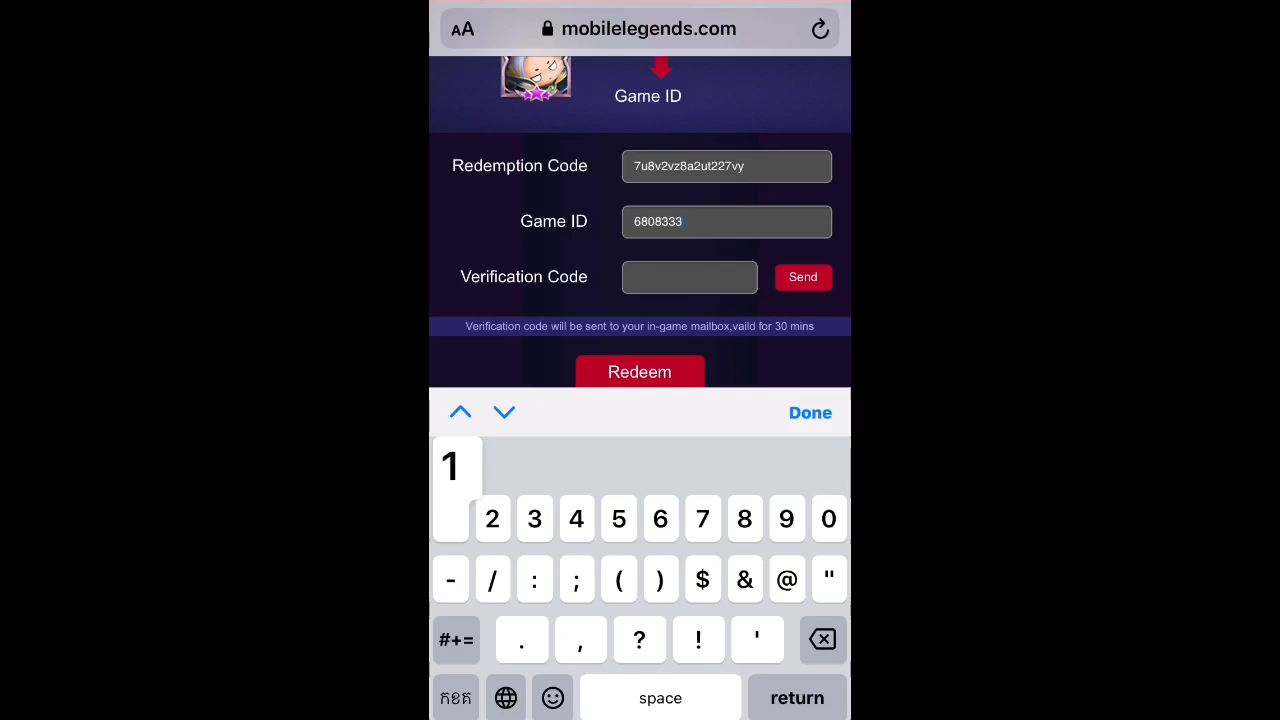 AA mobilelegends.com
Game ID
Redemption Code 7u8v2vz8a2ut227vy
Game ID 6808333
Verification Code Send
Verification code will be sent to your in-game mailbox,vaild for 30 mins
Redeem
Done
1 2 3 4 5 6 7 8 9 0
- / : ; ( ) $ & @ "
#+= . , ? ! '
កខគ space return